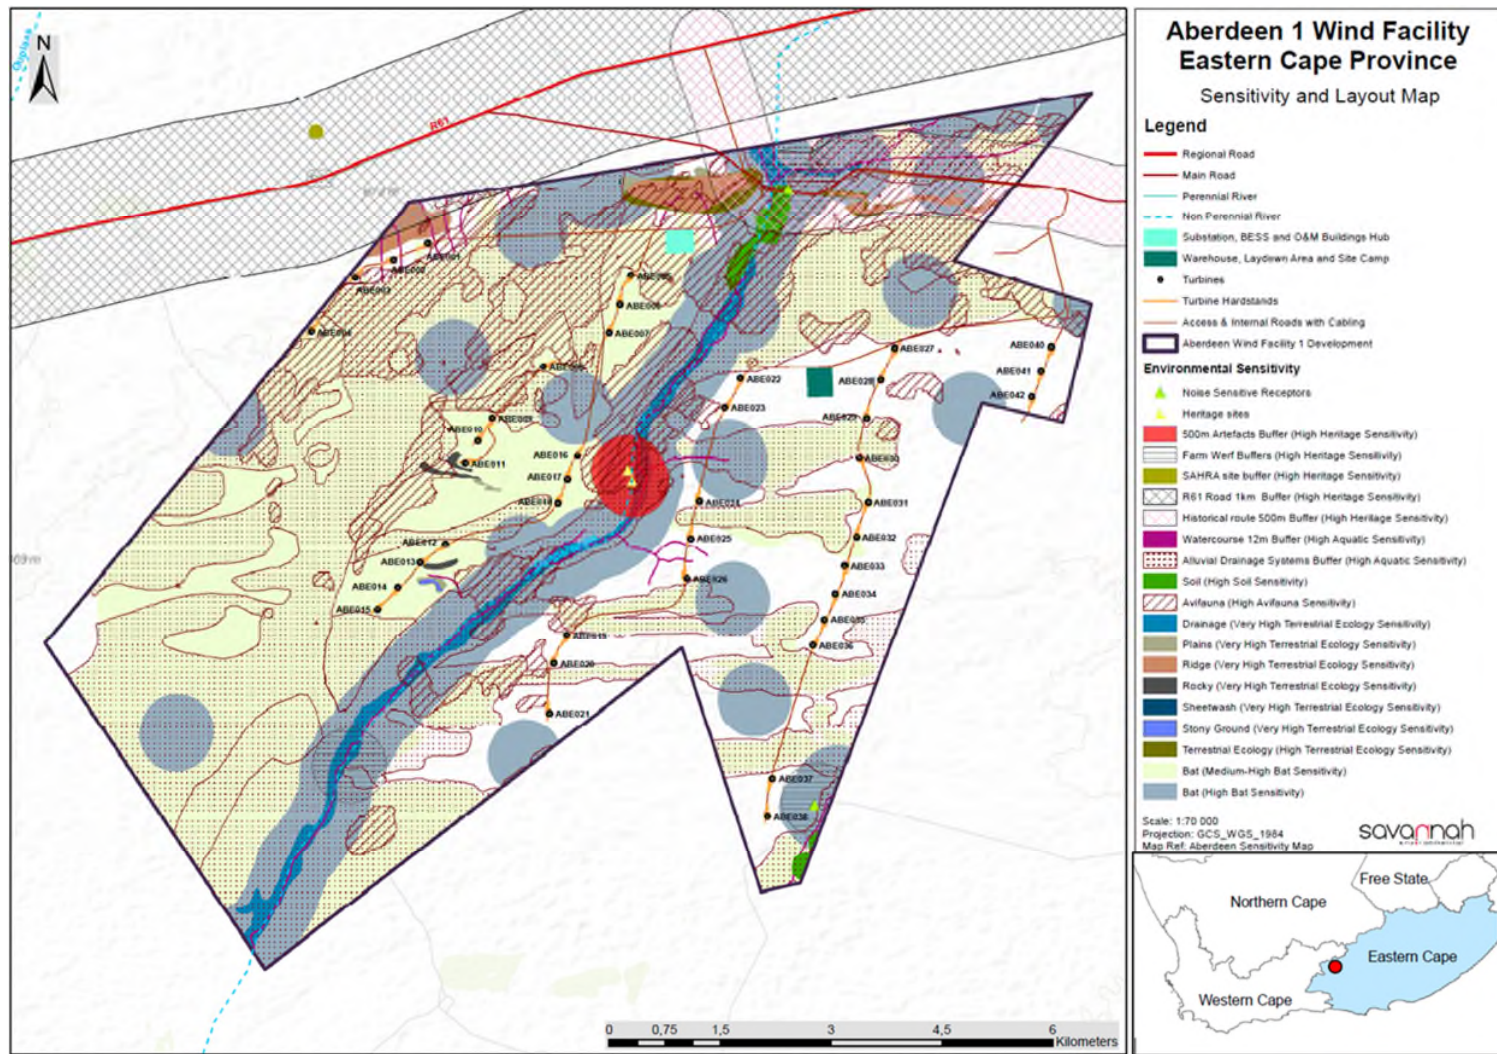 Aberdeen 1 Wind Facility
Eastern Cape Province
Sensitivity and Layout Map
Legend
Regional Road
Main Road
Perennial River
Non Perennial River
Substation, BESS and O&M Buildings Hub
Warehouse, Laydown Area and Site Camp
Turbines
Turbine Hardstands
Access & Internal Roads with Cabling
Aberdeen Wind Facility 1 Development
Environmental Sensitivity
Noise Sensitive Receptors
Heritage sites
500m Artefacts Buffer (High Heritage Sensitivity)
Farm Werf Buffers (High Heritage Sensitivity)
SAHRA site buffer (High Heritage Sensitivity)
R61 Road 1km Buffer (High Heritage Sensitivity)
Historical route 500m Buffer (High Heritage Sensitivity)
Watercourse 12m Buffer (High Aquatic Sensitivity)
Alluvial Drainage Systems Buffer (High Aquatic Sensitivity)
Soil (High Soil Sensitivity)
Avifauna (High Avifauna Sensitivity)
Drainage (Very High Terrestrial Ecology Sensitivity)
Plains (Very High Terrestrial Ecology Sensitivity)
Ridge (Very High Terrestrial Ecology Sensitivity)
Rocky (Very High Terrestrial Ecology Sensitivity)
Sheetwash (Very High Terrestrial Ecology Sensitivity)
Stony Ground (Very High Terrestrial Ecology Sensitivity)
Terrestrial Ecology (High Terrestrial Ecology Sensitivity)
Bat (Medium-High Bat Sensitivity)
Bat (High Bat Sensitivity)
Scale: 1:70 000
Projection: GCS_WGS_1984
Map Ref: Aberdeen Sensitivity Map
savannah
Northern Cape
Free State
Eastern Cape
Western Cape
N
R61
ABE001
ABE002
ABE003
ABE004
ABE005
ABE006
ABE007
ABE009
ABE010
ABE011
ABE012
ABE013
ABE014
ABE015
ABE016
ABE017
ABE018
ABE019
ABE020
ABE021
ABE022
ABE023
ABE024
ABE025
ABE026
ABE027
ABE028
ABE029
ABE030
ABE031
ABE032
ABE033
ABE034
ABE035
ABE036
ABE037
ABE038
ABE040
ABE041
ABE042
0 0,75 1,5 3 4,5 6
Kilometers